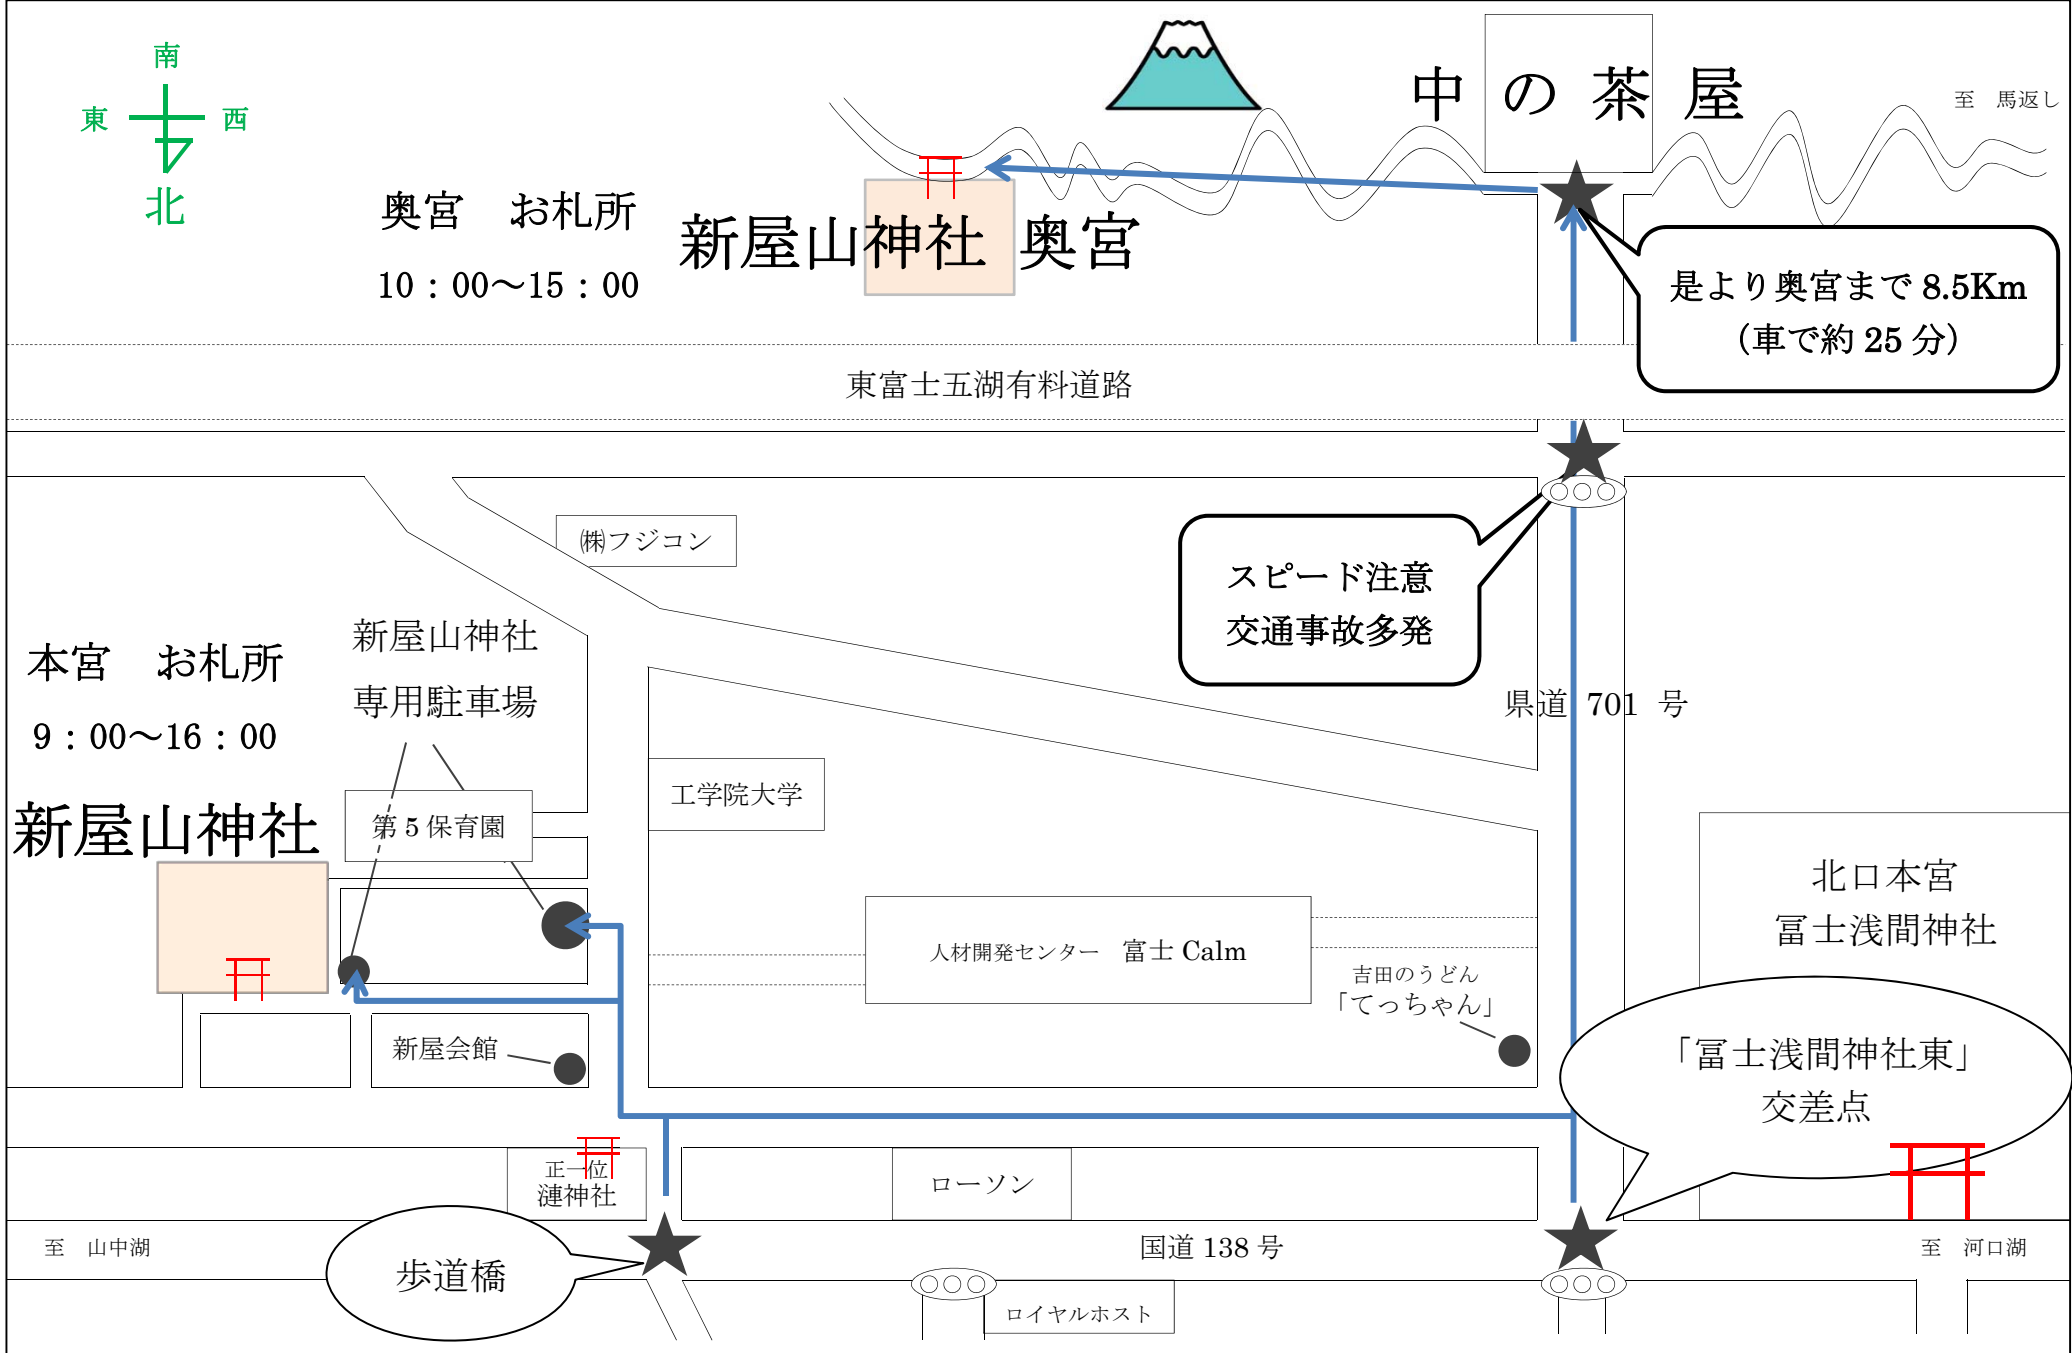 南
東 西
北
中の茶屋
至 馬返し
奥宮 お札所
10：00～15：00
新屋山神社 奥宮
是より奥宮まで 8.5Km
（車で約 25 分）
東富士五湖有料道路
㈱フジコン
スピード注意
交通事故多発
新屋山神社
専用駐車場
本宮 お札所
9：00～16：00
県道 701 号
工学院大学
第 5 保育園
新屋山神社
北口本宮
冨士浅間神社
人材開発センター 富士 Calm
吉田のうどん
「てっちゃん」
新屋会館
「冨士浅間神社東」
交差点
正一位
漣神社
ローソン
至 山中湖
歩道橋
国道 138 号
至 河口湖
ロイヤルホスト